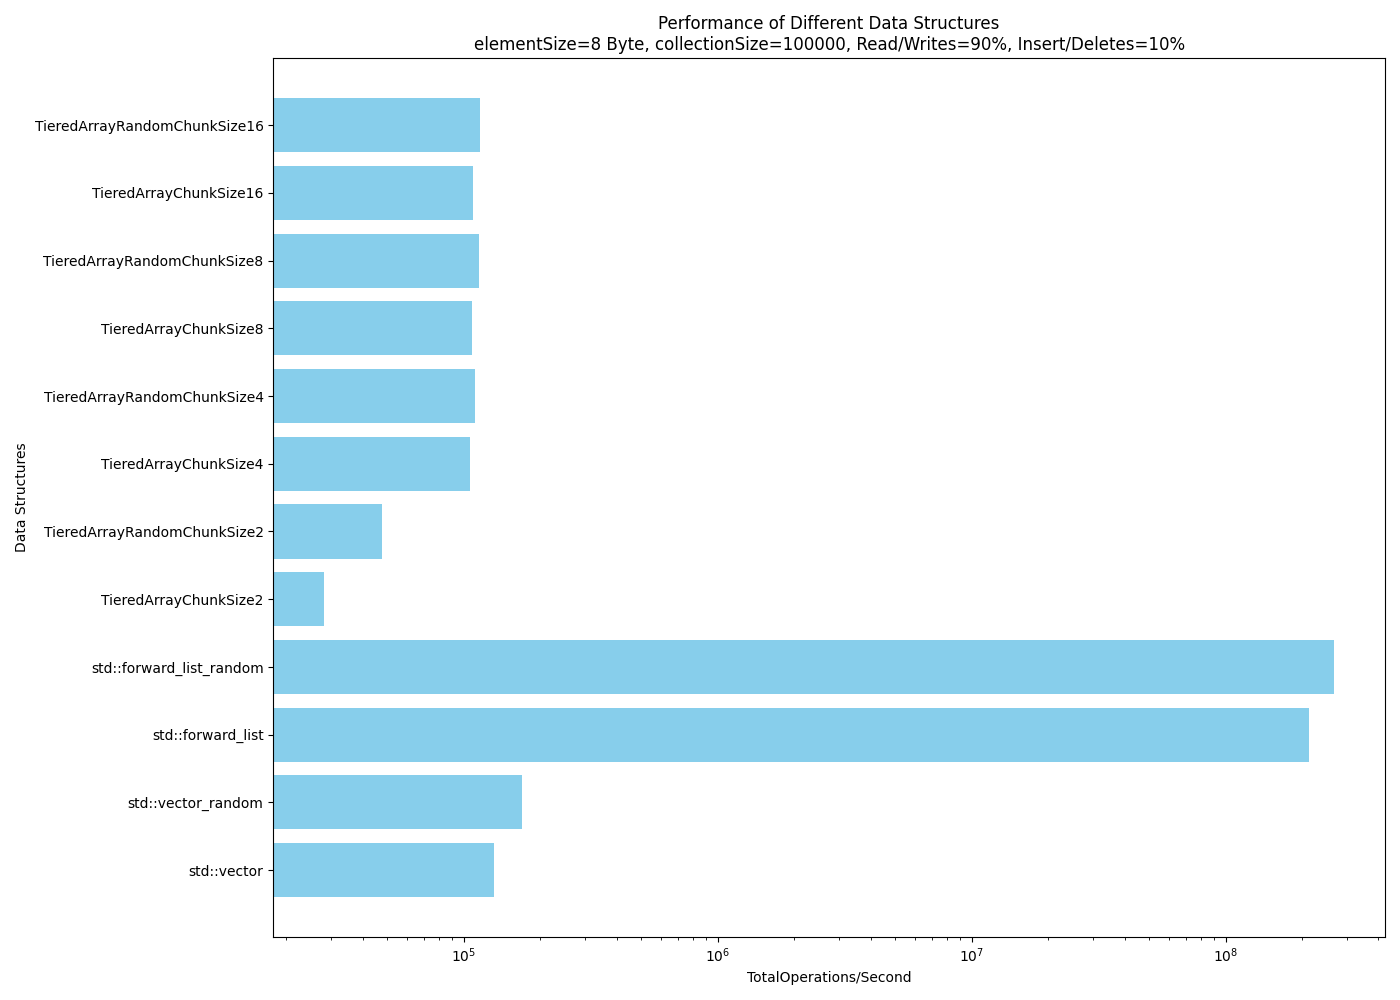 Performance of Different Data Structures
elementSize=8 Byte, collectionSize=100000, Read/Writes=90%, Insert/Deletes=10%
Data Structures
TieredArrayRandomChunkSize16
TieredArrayChunkSize16
TieredArrayRandomChunkSize8
TieredArrayChunkSize8
TieredArrayRandomChunkSize4
TieredArrayChunkSize4
TieredArrayRandomChunkSize2
TieredArrayChunkSize2
std::forward_list_random
std::forward_list
std::vector_random
std::vector
10⁵ 10⁶ 10⁷ 10⁸
TotalOperations/Second